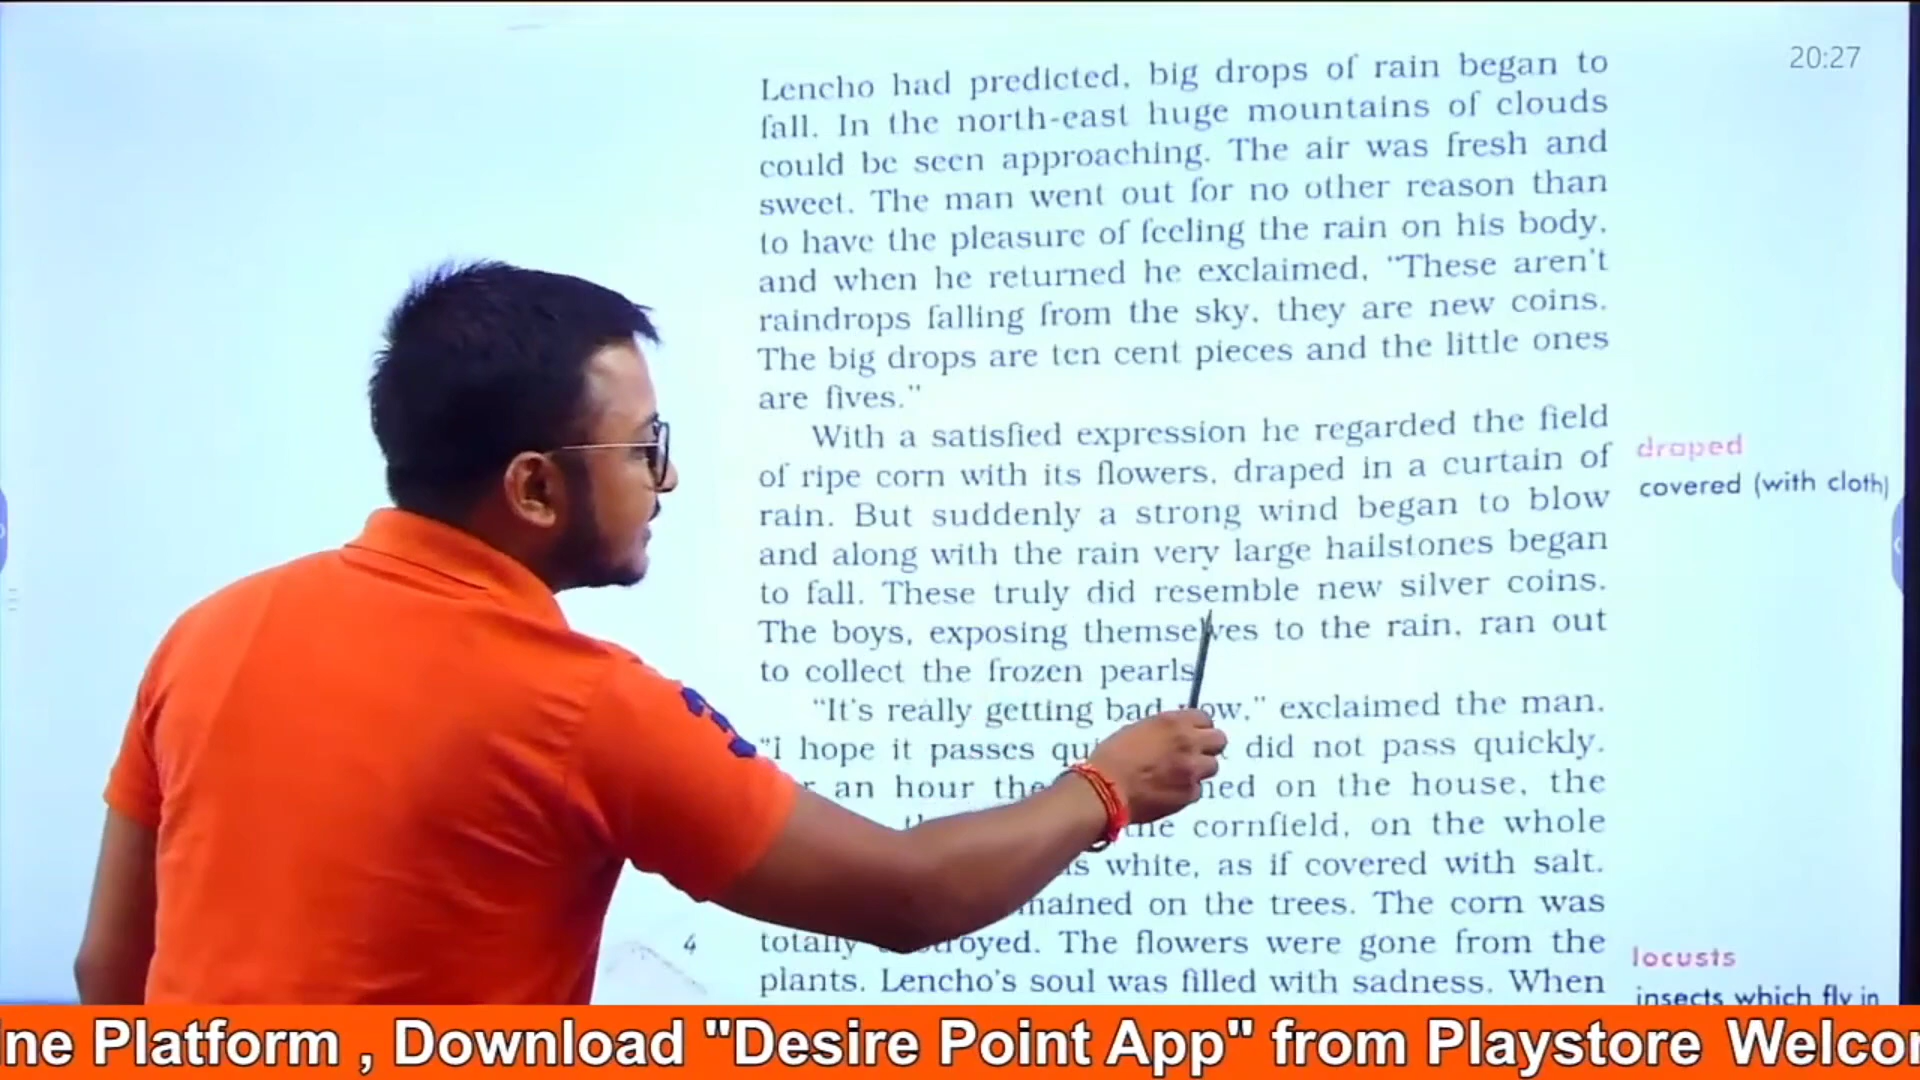 20:27
Lencho had predicted, big drops of rain began to
fall. In the north-east huge mountains of clouds
could be seen approaching. The air was fresh and
sweet. The man went out for no other reason than
to have the pleasure of feeling the rain on his body,
and when he returned he exclaimed, "These aren't
raindrops falling from the sky, they are new coins.
The big drops are ten cent pieces and the little ones
are fives."
With a satisfied expression he regarded the field
of ripe corn with its flowers, draped in a curtain of
rain. But suddenly a strong wind began to blow
and along with the rain very large hailstones began
to fall. These truly did resemble new silver coins.
The boys, exposing themselves to the rain, ran out
to collect the frozen pearls
"It's really getting bad now," exclaimed the man.
"I hope it passes did not pass quickly.
an hour the on the house, the
the cornfield, on the whole
white, as if covered with salt.
on the trees. The corn was
totally The flowers were gone from the
plants. Lencho's soul was filled with sadness. When
draped
covered (with cloth)
locusts
insects which fly in
4
ine Platform , Download "Desire Point App" from Playstore Welcor